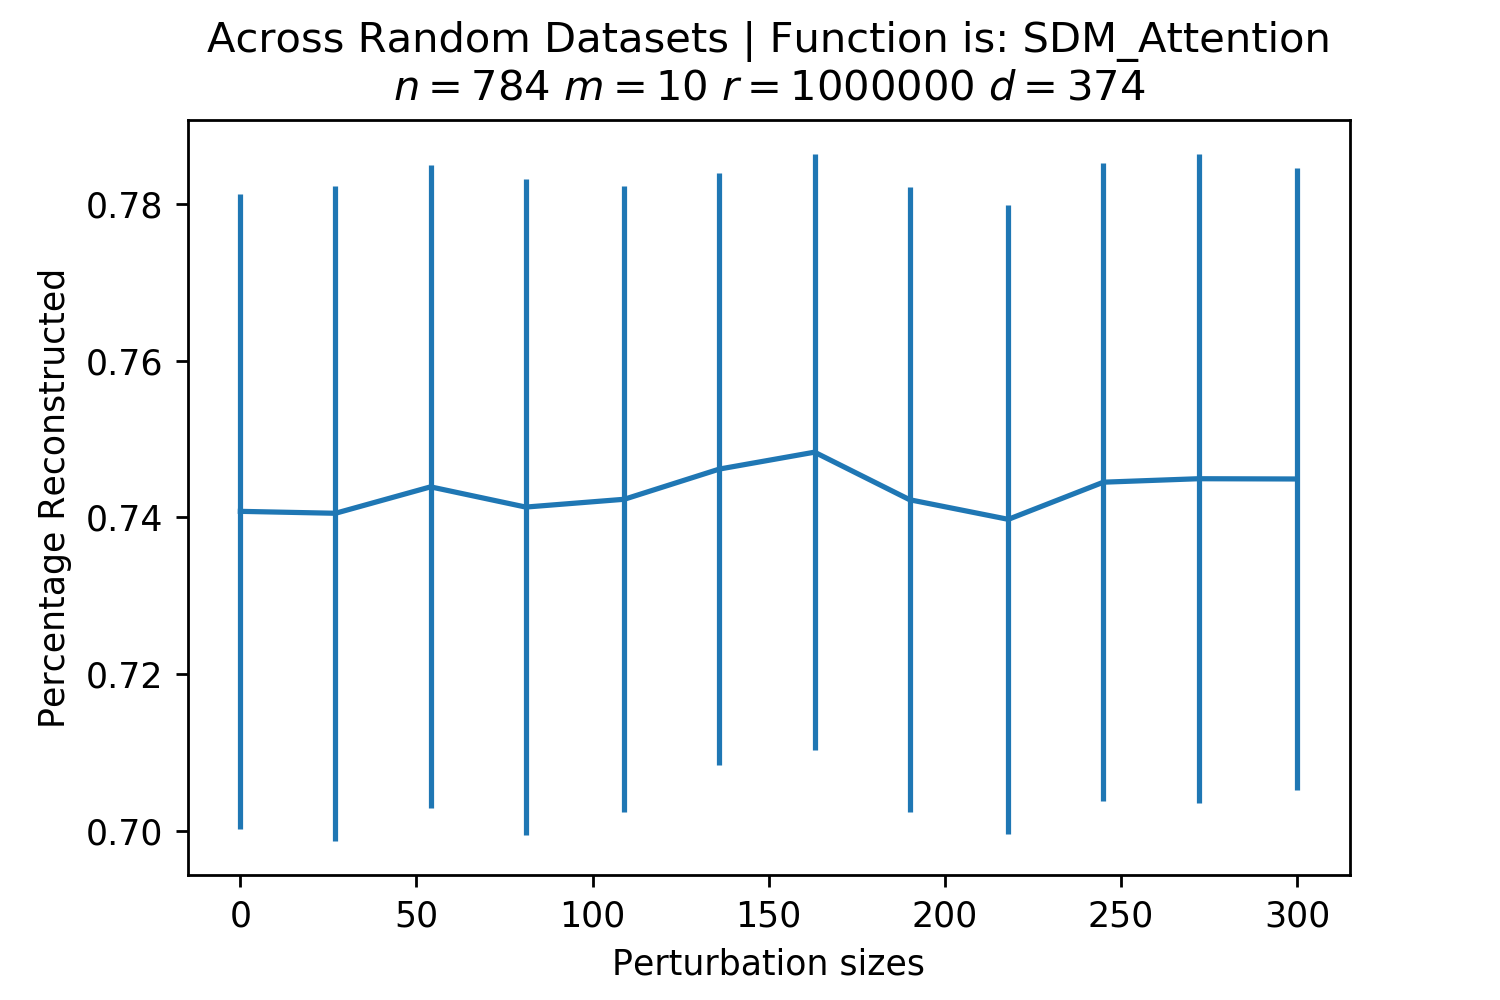 Across Random Datasets | Function is: SDM_Attention
n = 784 m = 10 r = 1000000 d = 374
0.78
0.76
0.74
0.72
0.70
Percentage Reconstructed
0 50 100 150 200 250 300
Perturbation sizes